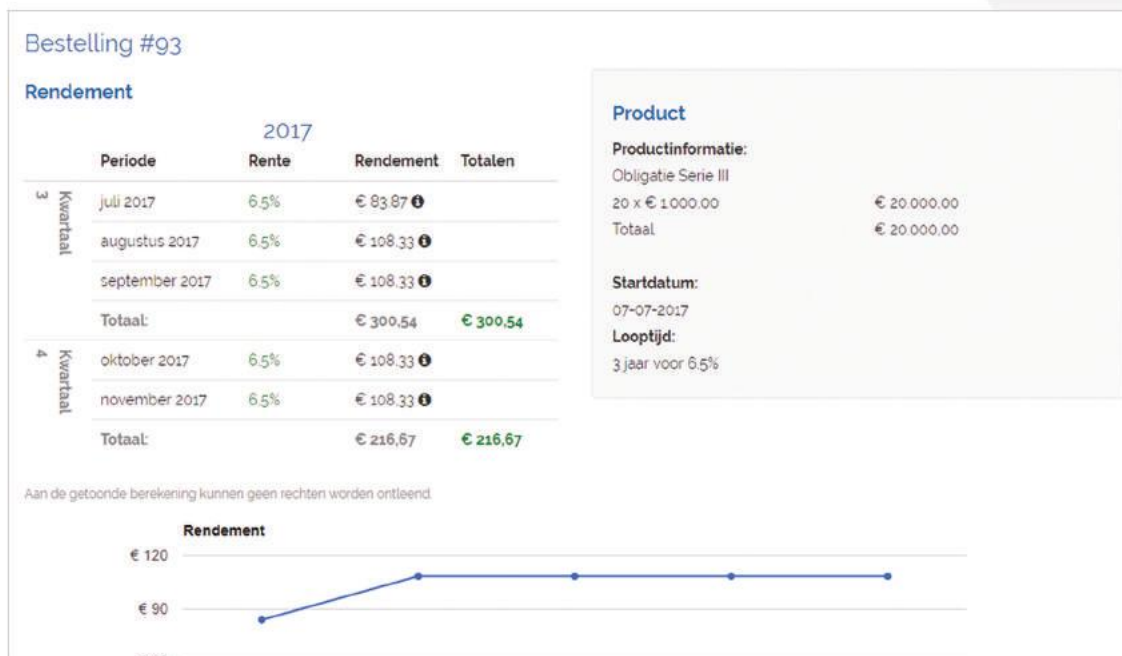 Bestelling #93
Rendement
2017
Periode Rente Rendement Totalen
Kwartaal 3
juli 2017 6.5% € 83.87
augustus 2017 6.5% € 108.33
september 2017 6.5% € 108.33
Totaal: € 300,54 € 300,54
Kwartaal 4
oktober 2017 6.5% € 108.33
november 2017 6.5% € 108.33
Totaal: € 216,67 € 216,67
Aan de getoonde berekening kunnen geen rechten worden ontleend.
Product
Productinformatie:
Obligatie Serie III
20 x € 1.000,00 € 20.000,00
Totaal € 20.000,00
Startdatum:
07-07-2017
Looptijd:
3 jaar voor 6.5%
Rendement
€ 120
€ 90